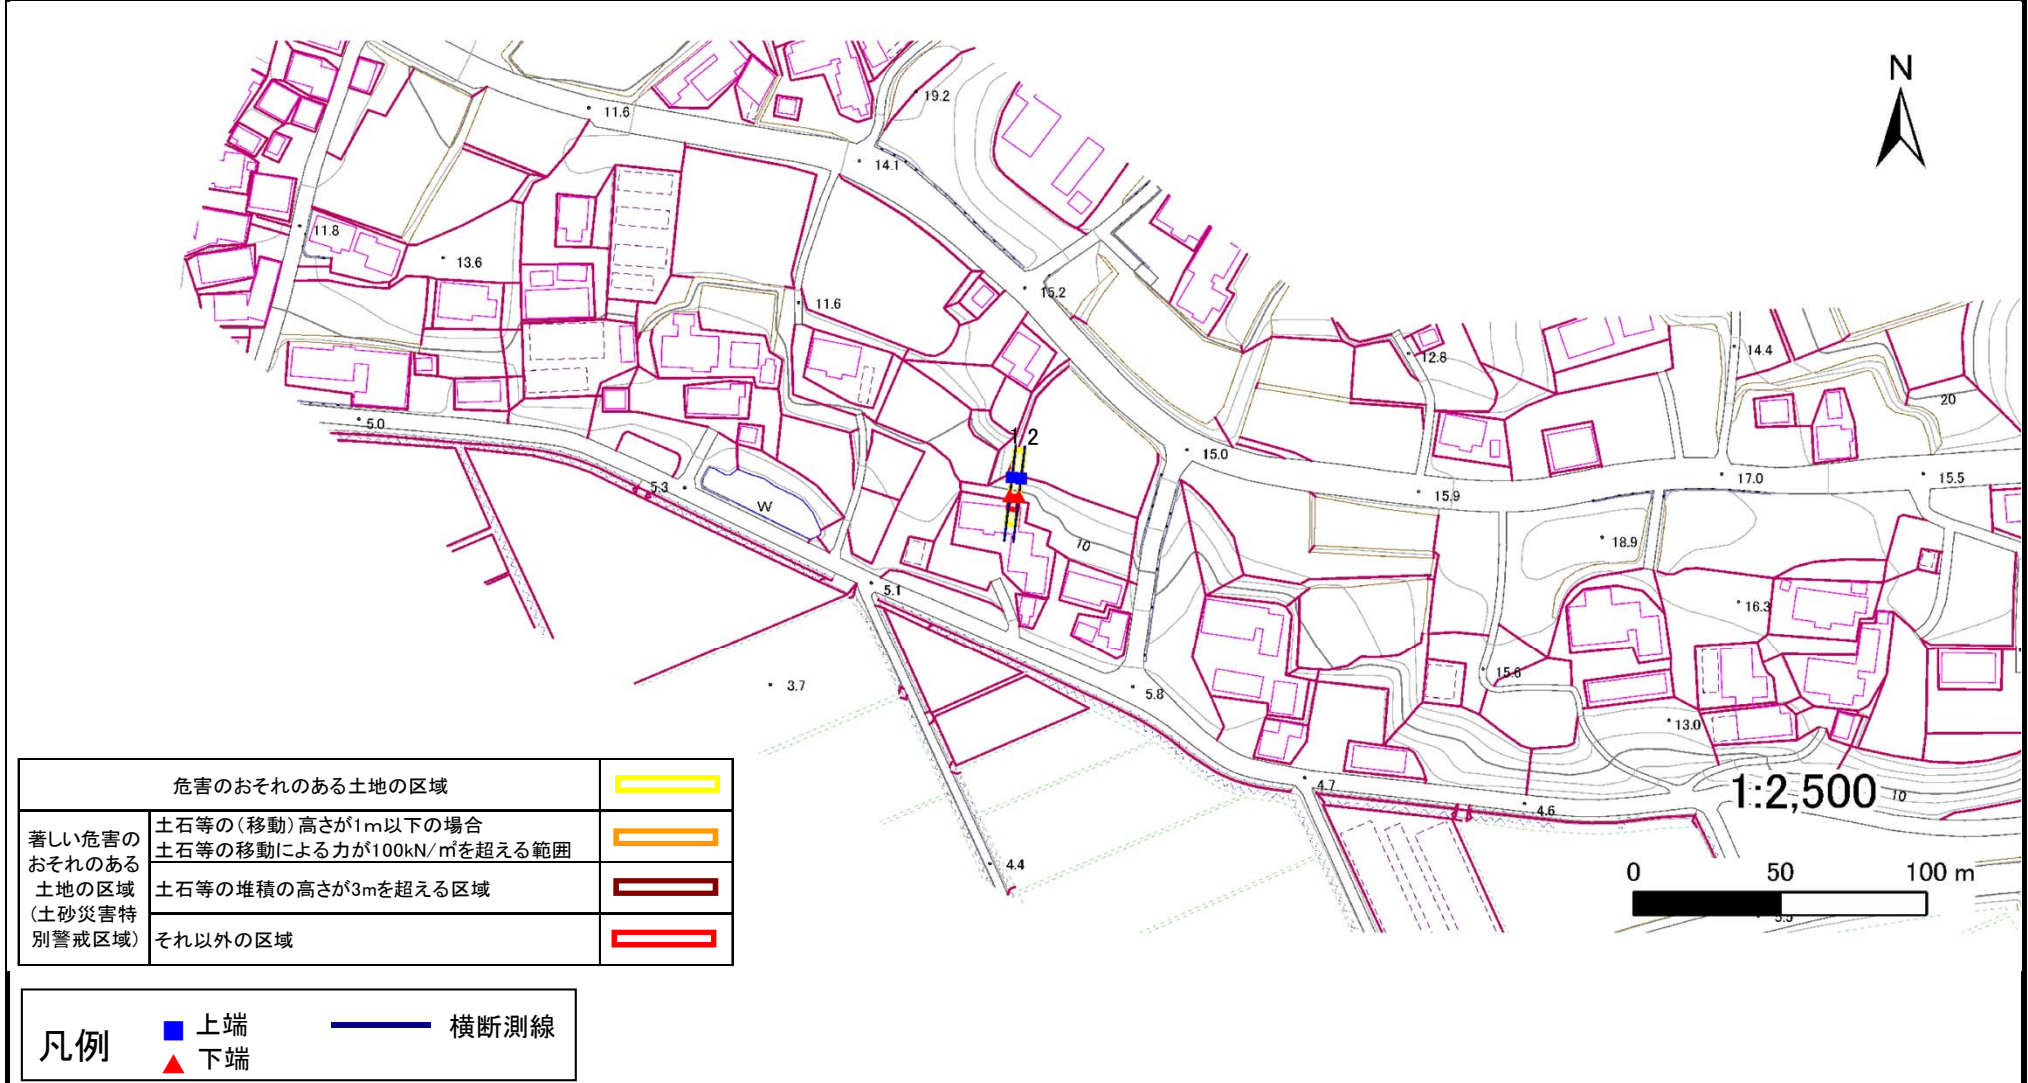 N
19.2
11.6
14.1
11.8
13.6
15.2
11.6
12.8
14.4
20
5.0
1,2
15.0
17.0
15.5
5.3
15.9
W
10
18.9
5.1
16.3
15.6
3.7
5.8
13.0
4.7
4.6
1:2,500
10
4.4
0 50 100 m
5.5
危害のおそれのある土地の区域
著しい危害の
おそれのある
土地の区域
(土砂災害特
別警戒区域)
土石等の(移動)高さが1m以下の場合
土石等の移動による力が100kN/㎡を超える範囲
土石等の堆積の高さが3mを超える区域
それ以外の区域
凡例
上端
下端
横断測線